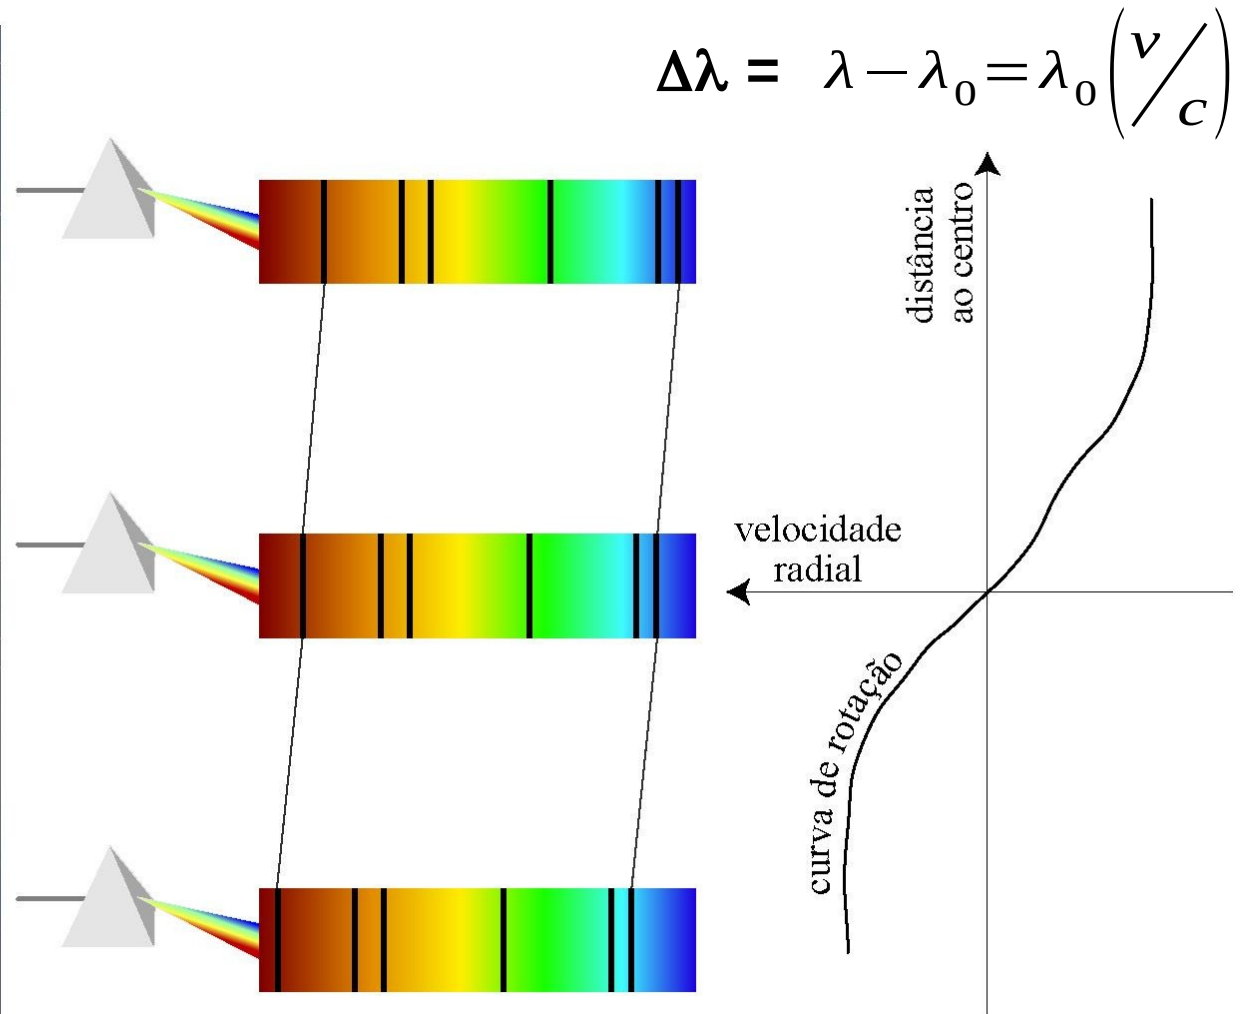 Δλ = λ − λ₀ = λ₀ (v/c)
distância
ao centro
velocidade
radial
curva de rotação